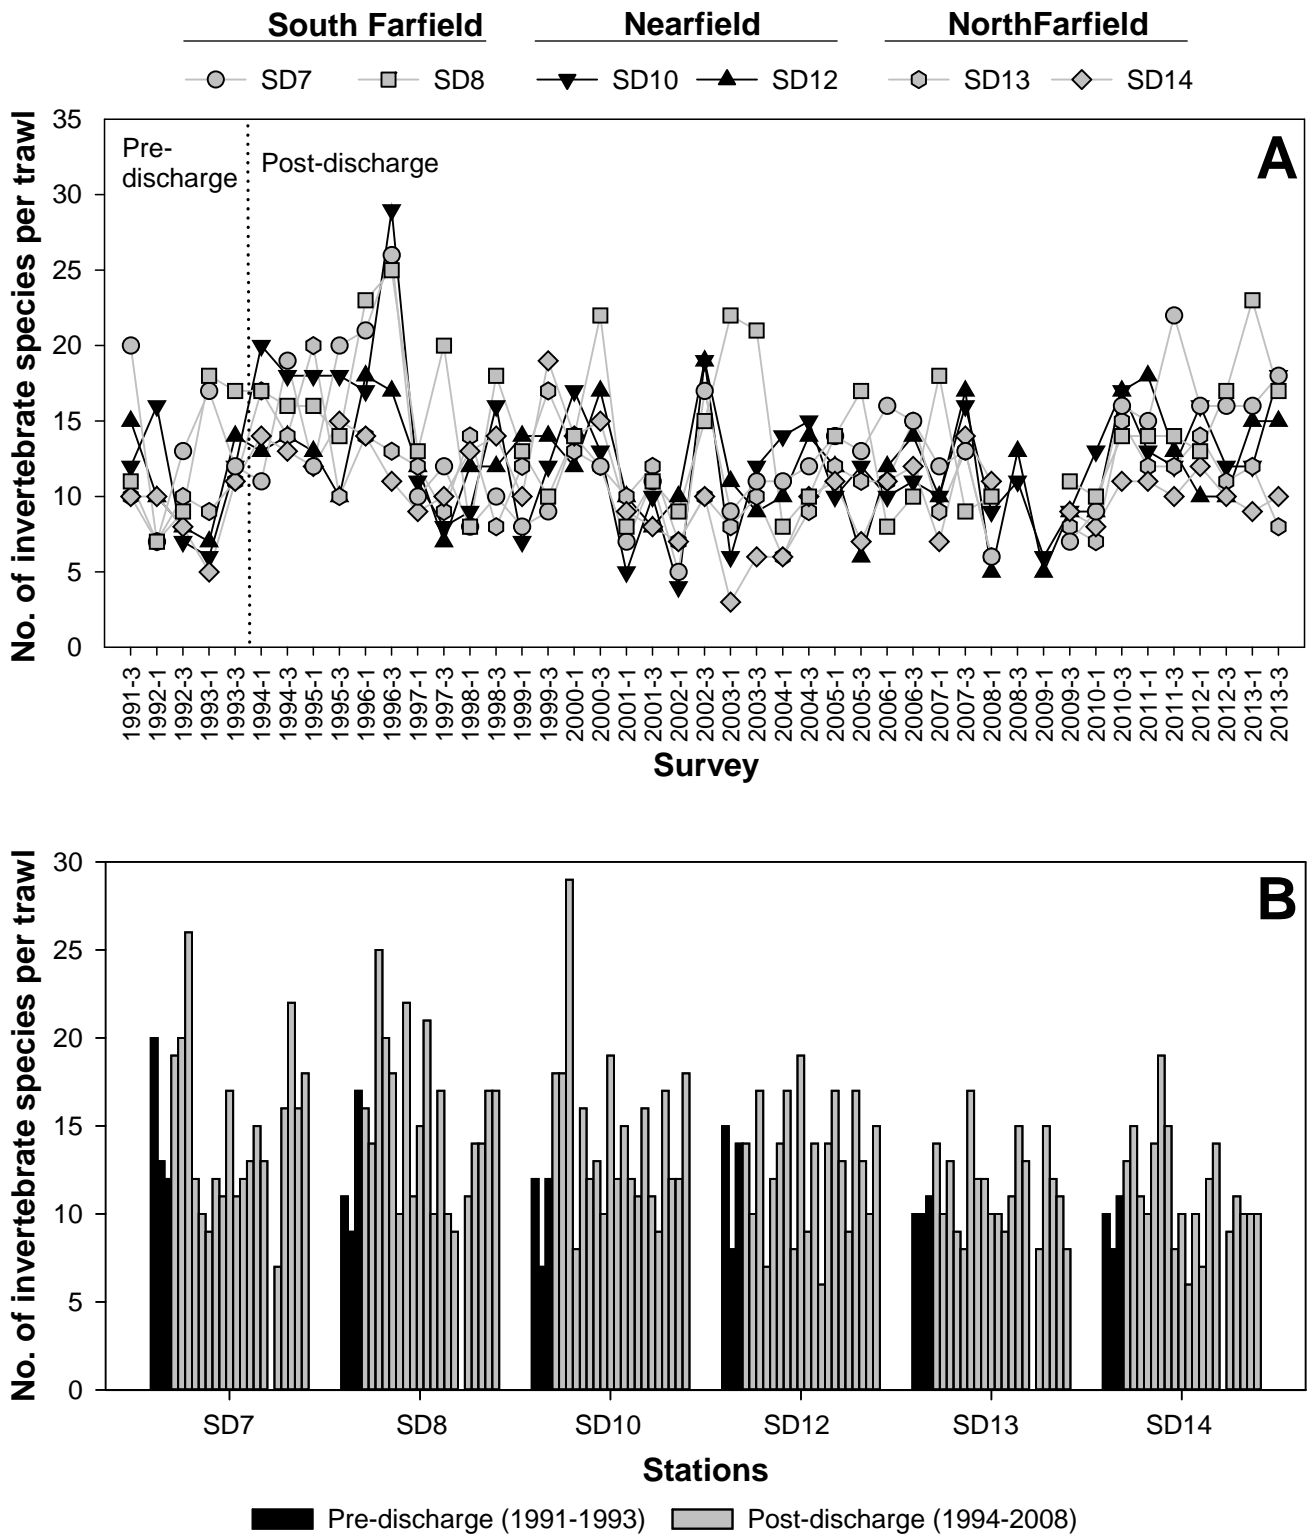 South Farfield Nearfield NorthFarfield
SD7 SD8 SD10 SD12 SD13 SD14
No. of invertebrate species per trawl
35
30
25
20
15
10
5
0
Pre-
discharge
Post-discharge
A
1991-3 1992-1 1992-3 1993-1 1993-3 1994-1 1994-3 1995-1 1995-3 1996-1 1996-3 1997-1 1997-3 1998-1 1998-3 1999-1 1999-3 2000-1 2000-3 2001-1 2001-3 2002-1 2002-3 2003-1 2003-3 2004-1 2004-3 2005-1 2005-3 2006-1 2006-3 2007-1 2007-3 2008-1 2008-3 2009-1 2009-3 2010-1 2010-3 2011-1 2011-3 2012-1 2012-3 2013-1 2013-3
Survey
No. of invertebrate species per trawl
30
25
20
15
10
5
0
B
SD7 SD8 SD10 SD12 SD13 SD14
Stations
Pre-discharge (1991-1993) Post-discharge (1994-2008)